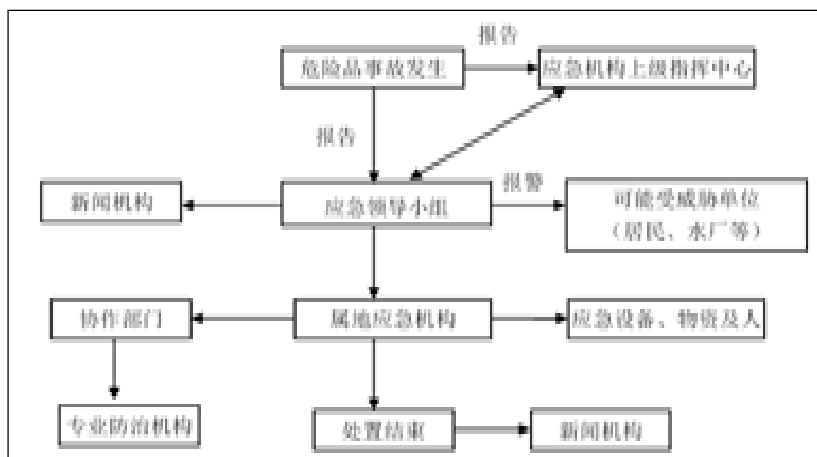 报告
危险品事故发生
应急机构上级指挥中心
报告
新闻机构
应急领导小组
报警
可能受威胁单位
（居民、水厂等）
协作部门
属地应急机构
应急设备、物资及人
专业防治机构
处置结束
新闻机构